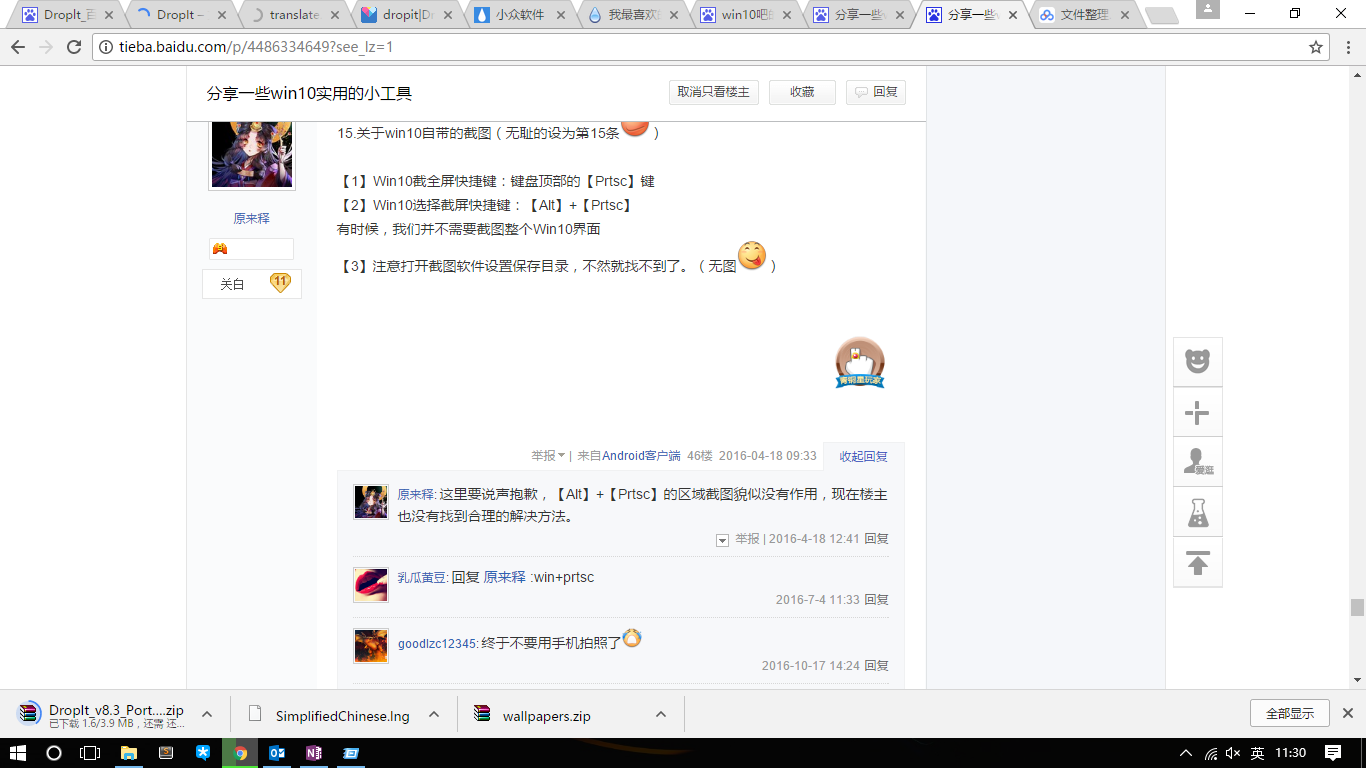 DropIt_百
DropIt –
translate
dropit|Dr
小众软件
我最喜欢
win10吧
分享一些
分享一些
文件整理
tieba.baidu.com/p/4486334649?see_lz=1
分享一些win10实用的小工具
取消只看楼主
收藏
回复
15.关于win10自带的截图（无耻的设为第15条）
【1】Win10截全屏快捷键：键盘顶部的【Prtsc】键
【2】Win10选择截屏快捷键：【Alt】+【Prtsc】
有时候，我们并不需要截图整个Win10界面
【3】注意打开截图软件设置保存目录，不然就找不到了。（无图）
原来释
关白
11
青铜星玩家
举报 | 来自Android客户端 46楼 2016-04-18 09:33
收起回复
原来释: 这里要说声抱歉，【Alt】+【Prtsc】的区域截图貌似没有作用，现在楼主
也没有找到合理的解决方法。
举报 | 2016-4-18 12:41 回复
乳瓜黄豆: 回复 原来释 :win+prtsc
2016-7-4 11:33 回复
goodlzc12345: 终于不要用手机拍照了
2016-10-17 14:24 回复
爱逛
DropIt_v8.3_Port....zip
已下载 1.6/3.9 MB，还需 还...
SimplifiedChinese.lng
wallpapers.zip
全部显示
英
11:30